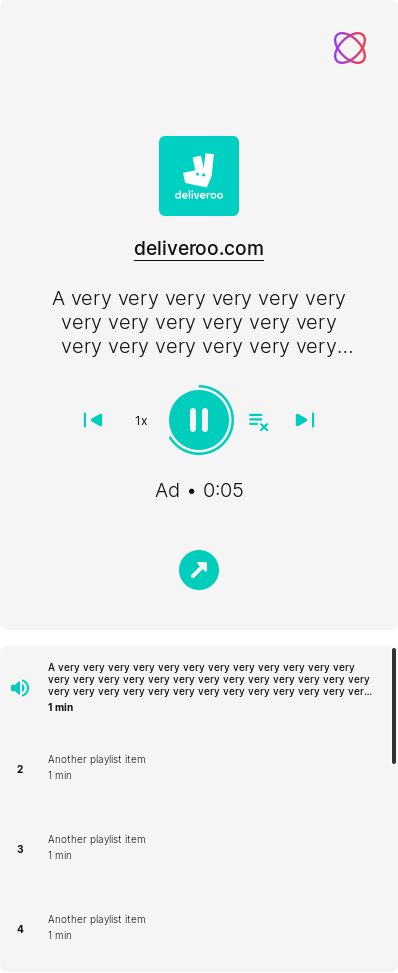 deliveroo
deliveroo.com
A very very very very very very
very very very very very very
very very very very very very...
1x
Ad • 0:05
A very very very very very very very very very very very very
very very very very very very very very very very very very very
very very very very very very very very very very very very ver...
1 min
2
Another playlist item
1 min
3
Another playlist item
1 min
4
Another playlist item
1 min